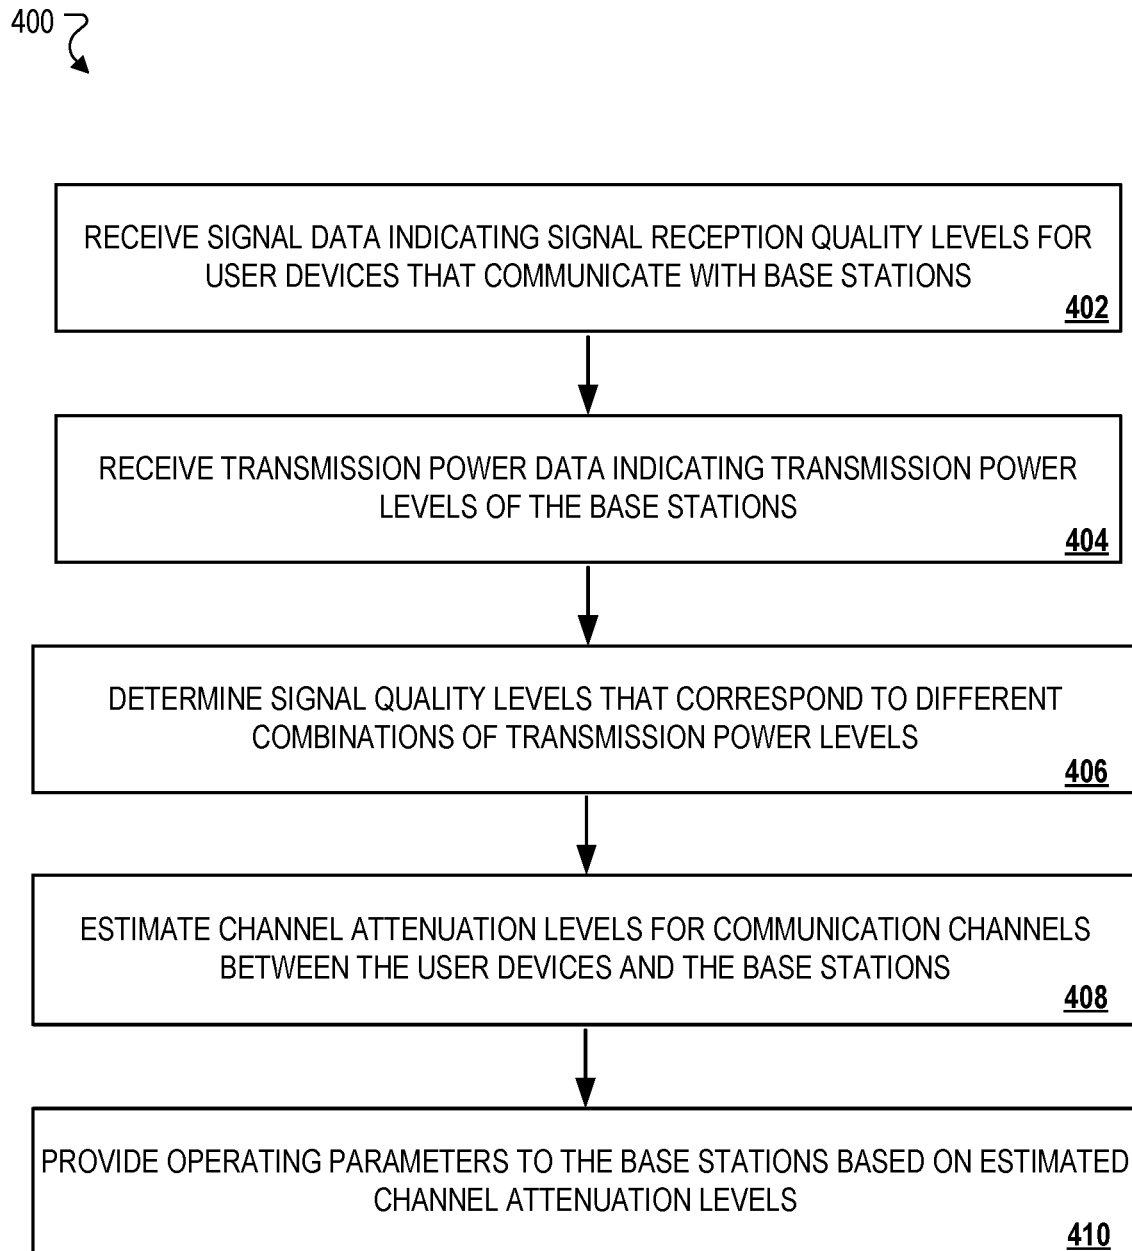 400
RECEIVE SIGNAL DATA INDICATING SIGNAL RECEPTION QUALITY LEVELS FOR
USER DEVICES THAT COMMUNICATE WITH BASE STATIONS
402
RECEIVE TRANSMISSION POWER DATA INDICATING TRANSMISSION POWER
LEVELS OF THE BASE STATIONS
404
DETERMINE SIGNAL QUALITY LEVELS THAT CORRESPOND TO DIFFERENT
COMBINATIONS OF TRANSMISSION POWER LEVELS
406
ESTIMATE CHANNEL ATTENUATION LEVELS FOR COMMUNICATION CHANNELS
BETWEEN THE USER DEVICES AND THE BASE STATIONS
408
PROVIDE OPERATING PARAMETERS TO THE BASE STATIONS BASED ON ESTIMATED
CHANNEL ATTENUATION LEVELS
410